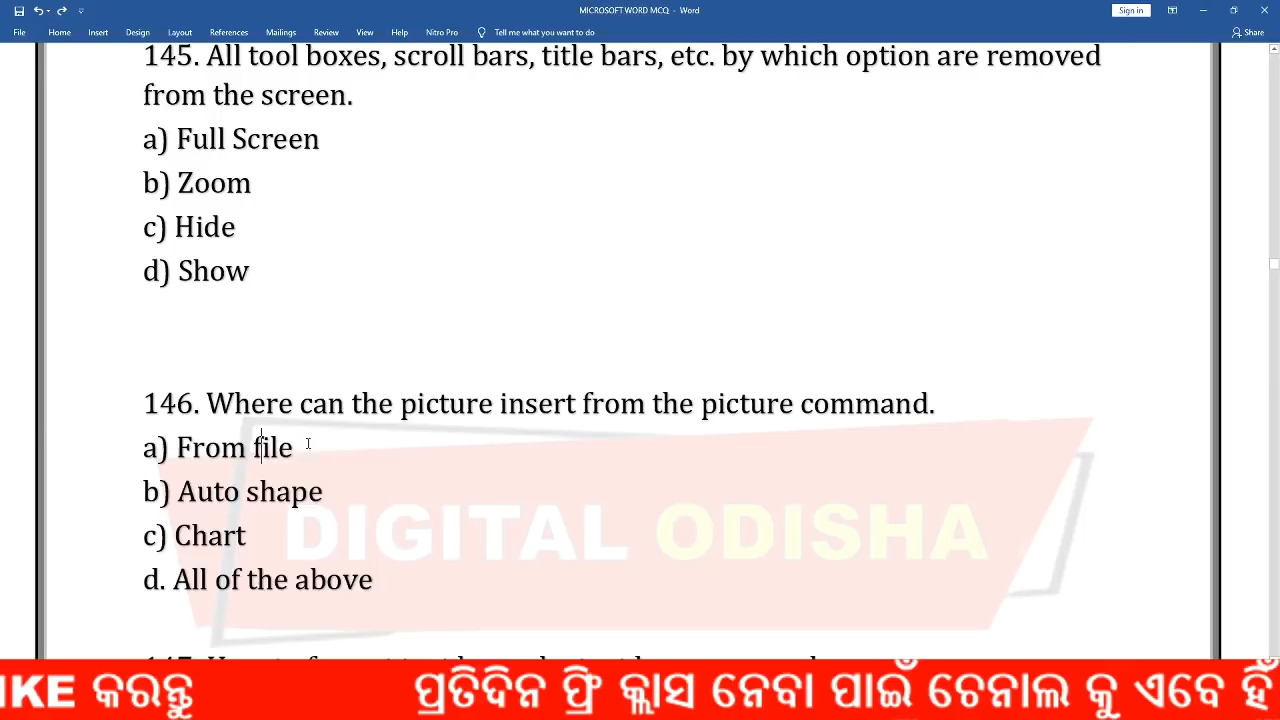 MICROSOFT WORD MCQ - Word
Sign in
File Home Insert Design Layout References Mailings Review View Help Nitro Pro Tell me what you want to do Share
145. All tool boxes, scroll bars, title bars, etc. by which option are removed
from the screen.
a) Full Screen
b) Zoom
c) Hide
d) Show
146. Where can the picture insert from the picture command.
a) From file
b) Auto shape
c) Chart
d. All of the above
DIGITAL ODISHA
IKE କରନ୍ତୁ ପ୍ରତିଦିନ ଫ୍ରି କ୍ଲାସ ନେବା ପାଇଁ ଚେନାଲ କୁ ଏବେ ହିଁ